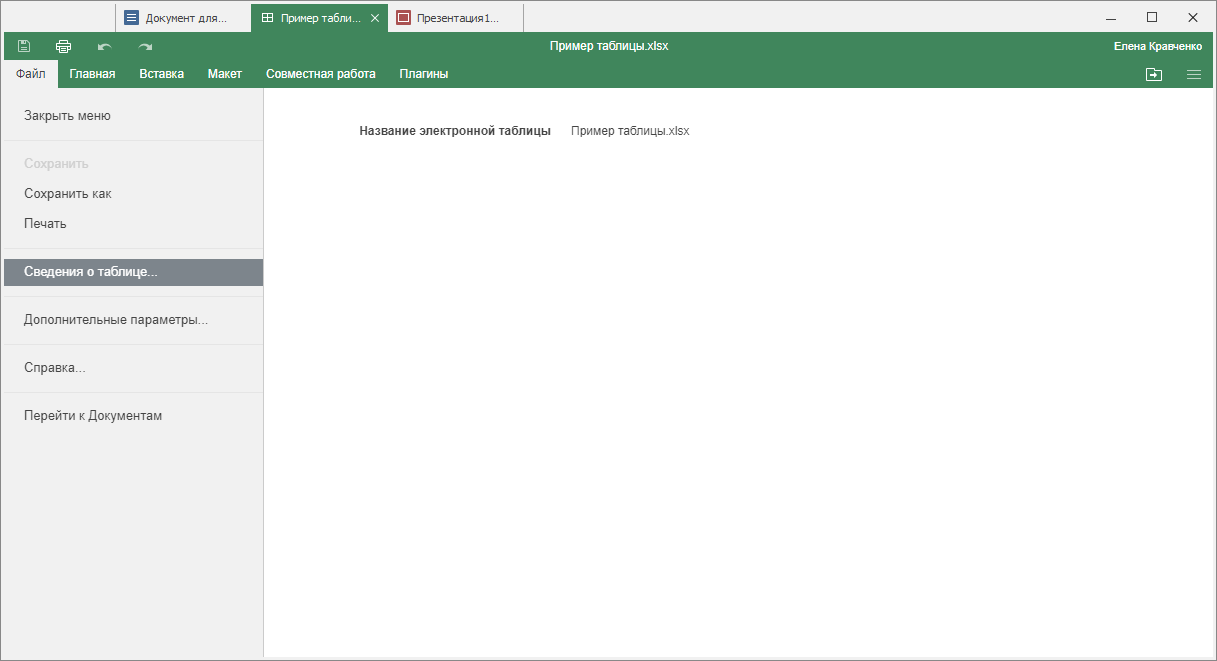 Документ для...
Пример табли...
Презентация1...
Пример таблицы.xlsx
Елена Кравченко
Файл
Главная
Вставка
Макет
Совместная работа
Плагины
Закрыть меню
Сохранить
Сохранить как
Печать
Сведения о таблице...
Дополнительные параметры...
Справка...
Перейти к Документам
Название электронной таблицы
Пример таблицы.xlsx